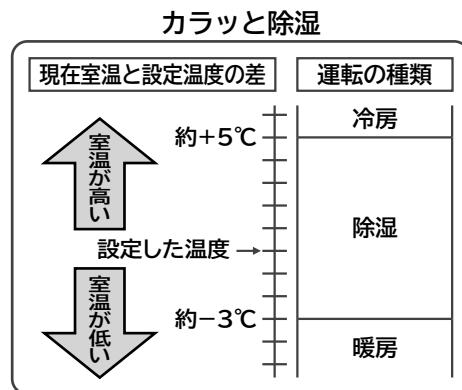 カラッと除湿
現在室温と設定温度の差
運転の種類
室温が高い
約+5℃
冷房
除湿
設定した温度→
室温が低い
約−3℃
暖房